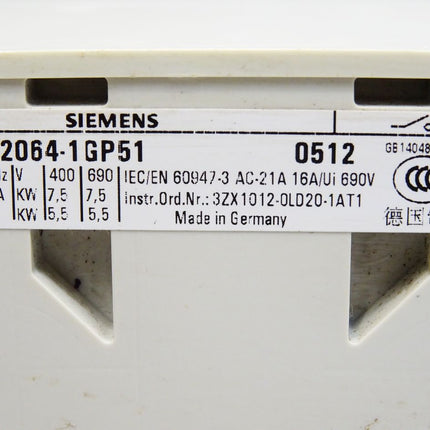 SIEMENS
2064-1GP51 0512 GB14048
Hz V 400 690 IEC/EN 60947-3 AC-21A 16A/Ui 690V
A KW 7,5 7,5 Instr.Ord.Nr.: 3ZX1012-0LD20-1AT1
KW 5,5 5,5 Made in Germany 德国